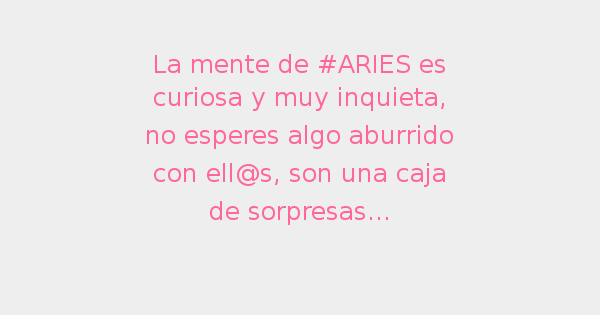 La mente de #ARIES es
curiosa y muy inquieta,
no esperes algo aburrido
con ell@s, son una caja
de sorpresas...